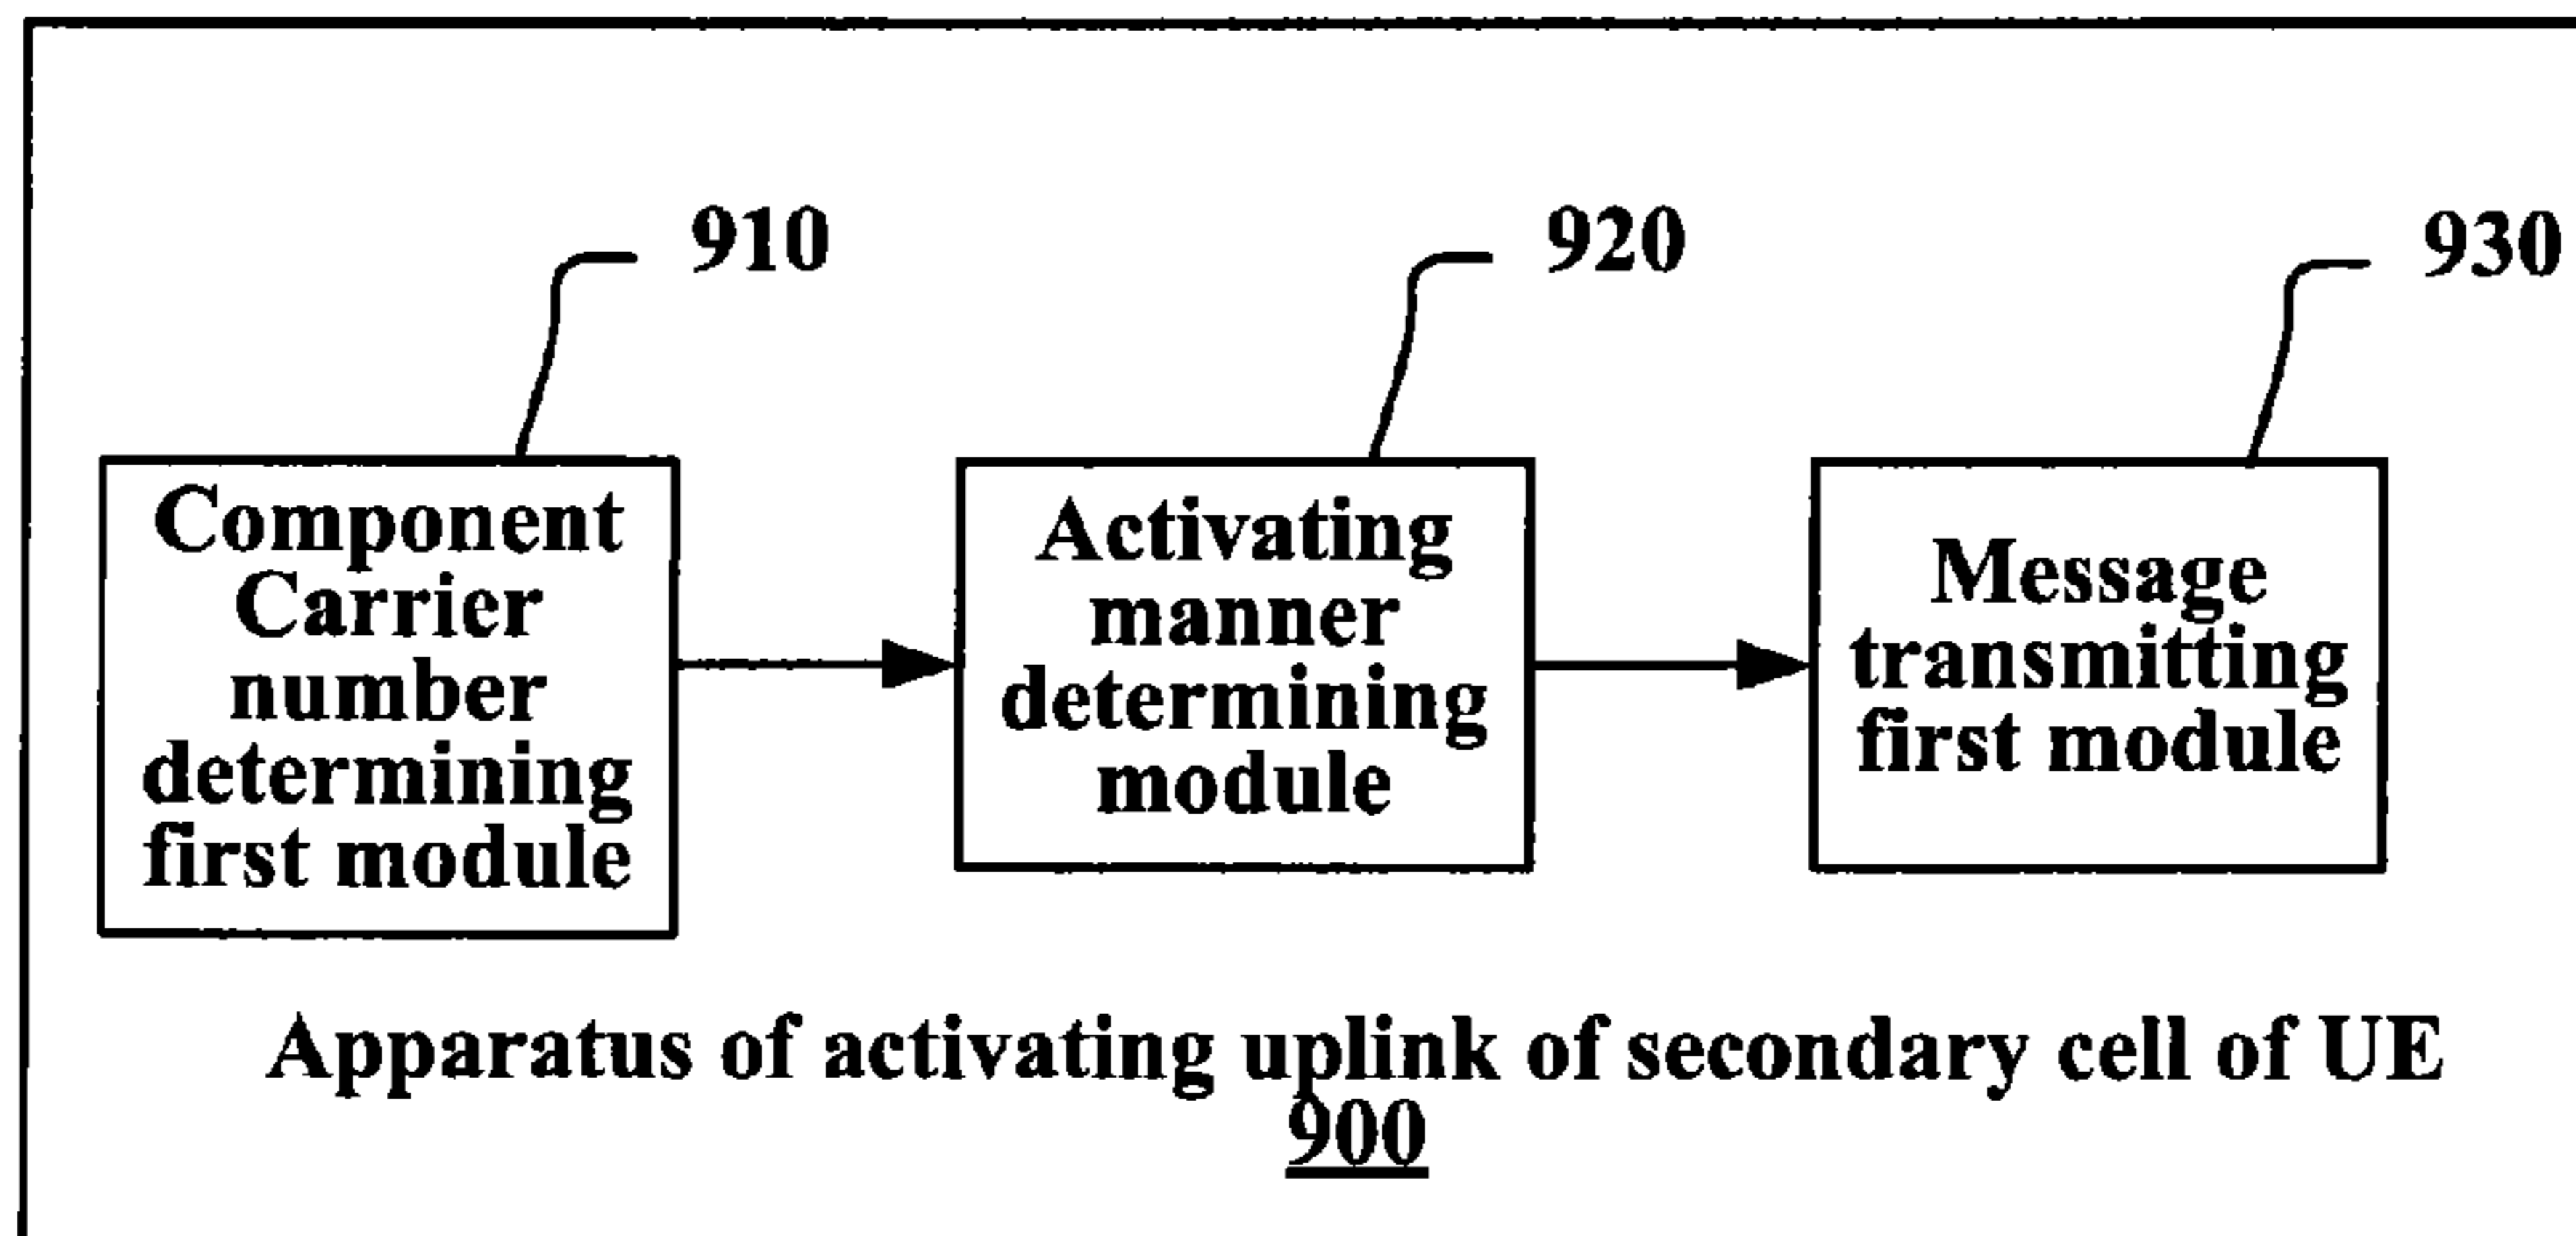 910
920
930
Component
Carrier
number
determining
first module
Activating
manner
determining
module
Message
transmitting
first module
Apparatus of activating uplink of secondary cell of UE
900